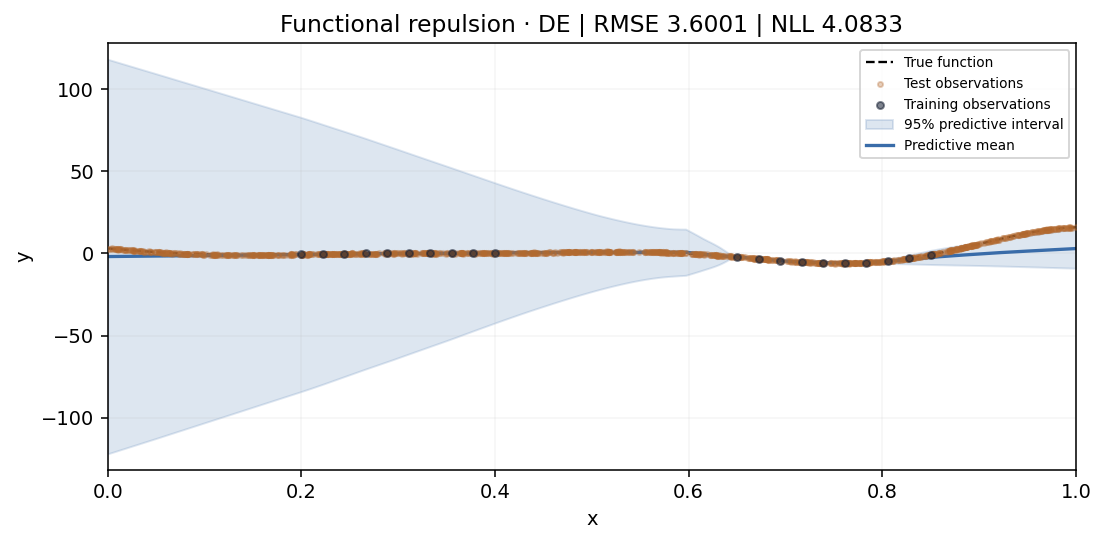 Functional repulsion · DE | RMSE 3.6001 | NLL 4.0833
True function
Test observations
Training observations
95% predictive interval
Predictive mean
y
100
50
0
−50
−100
0.0 0.2 0.4 0.6 0.8 1.0
x